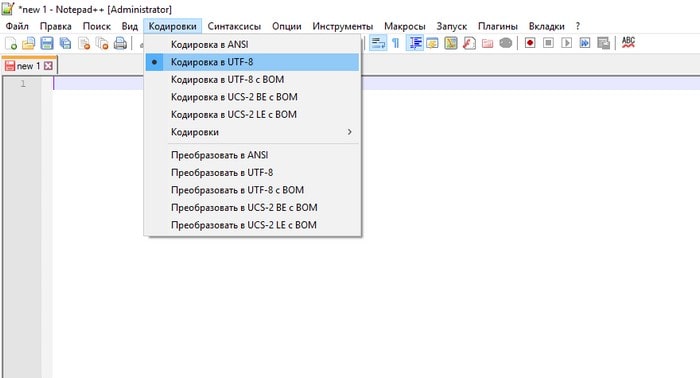 *new 1 - Notepad++ [Administrator]
Файл Правка Поиск Вид Кодировки Синтаксисы Опции Инструменты Макросы Запуск Плагины Вкладки ?
ABC
new 1
1
Кодировка в ANSI
Кодировка в UTF-8
Кодировка в UTF-8 с BOM
Кодировка в UCS-2 BE с BOM
Кодировка в UCS-2 LE с BOM
Кодировки
Преобразовать в ANSI
Преобразовать в UTF-8
Преобразовать в UTF-8 с BOM
Преобразовать в UCS-2 BE с BOM
Преобразовать в UCS-2 LE с BOM